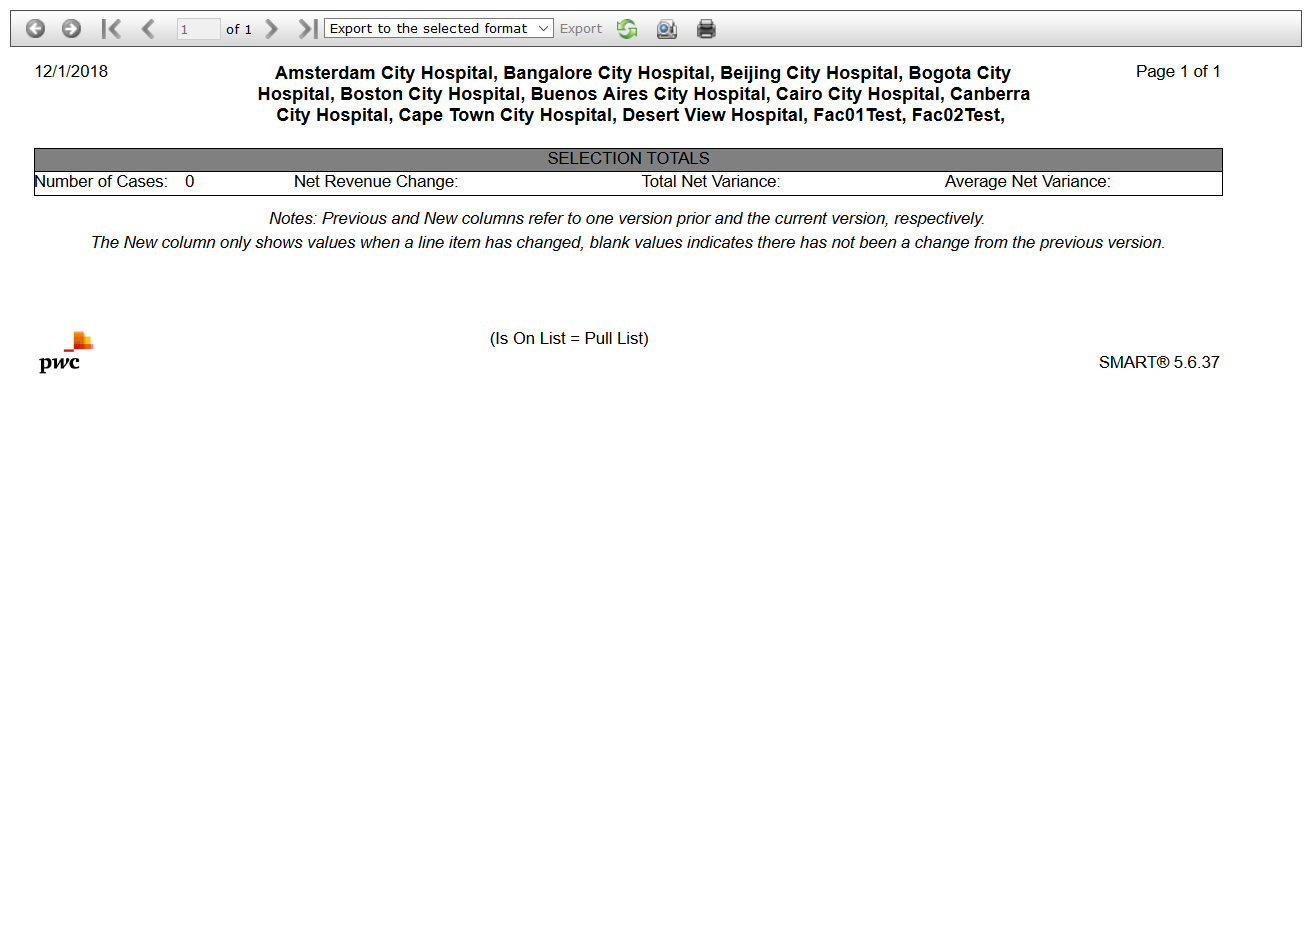 1 of 1 Export to the selected format Export
12/1/2018
Amsterdam City Hospital, Bangalore City Hospital, Beijing City Hospital, Bogota City
Hospital, Boston City Hospital, Buenos Aires City Hospital, Cairo City Hospital, Canberra
City Hospital, Cape Town City Hospital, Desert View Hospital, Fac01Test, Fac02Test,
Page 1 of 1
SELECTION TOTALS
Number of Cases: 0 Net Revenue Change: Total Net Variance: Average Net Variance:
Notes: Previous and New columns refer to one version prior and the current version, respectively.
The New column only shows values when a line item has changed, blank values indicates there has not been a change from the previous version.
(Is On List = Pull List)
pwc
SMART® 5.6.37